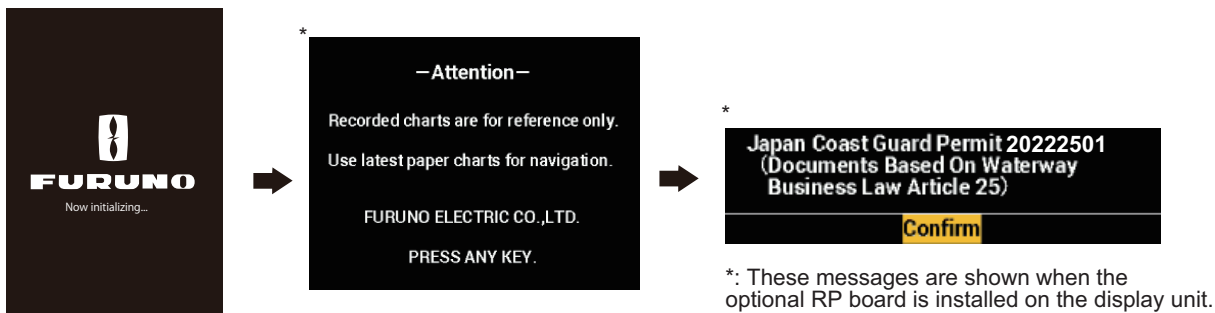 FURUNO
Now initializing...
*
—Attention—
Recorded charts are for reference only.
Use latest paper charts for navigation.
FURUNO ELECTRIC CO.,LTD.
PRESS ANY KEY.
*
Japan Coast Guard Permit 20222501
(Documents Based On Waterway
Business Law Article 25)
Confirm
*: These messages are shown when the
optional RP board is installed on the display unit.